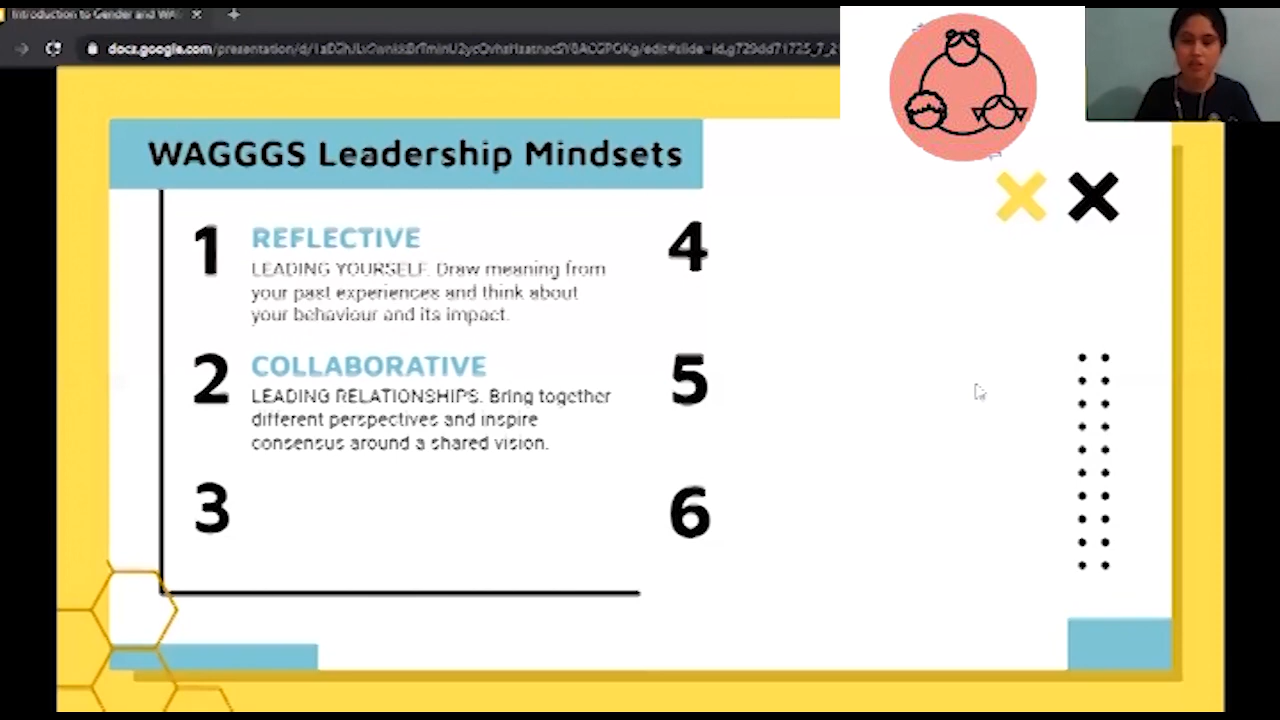 Introduction to Gender and WA
docs.google.com/presentation/d/
WAGGGS Leadership Mindsets
1
REFLECTIVE
LEADING YOURSELF. Draw meaning from
your past experiences and think about
your behaviour and its impact.
2
COLLABORATIVE
LEADING RELATIONSHIPS. Bring together
different perspectives and inspire
consensus around a shared vision.
3
4
5
6